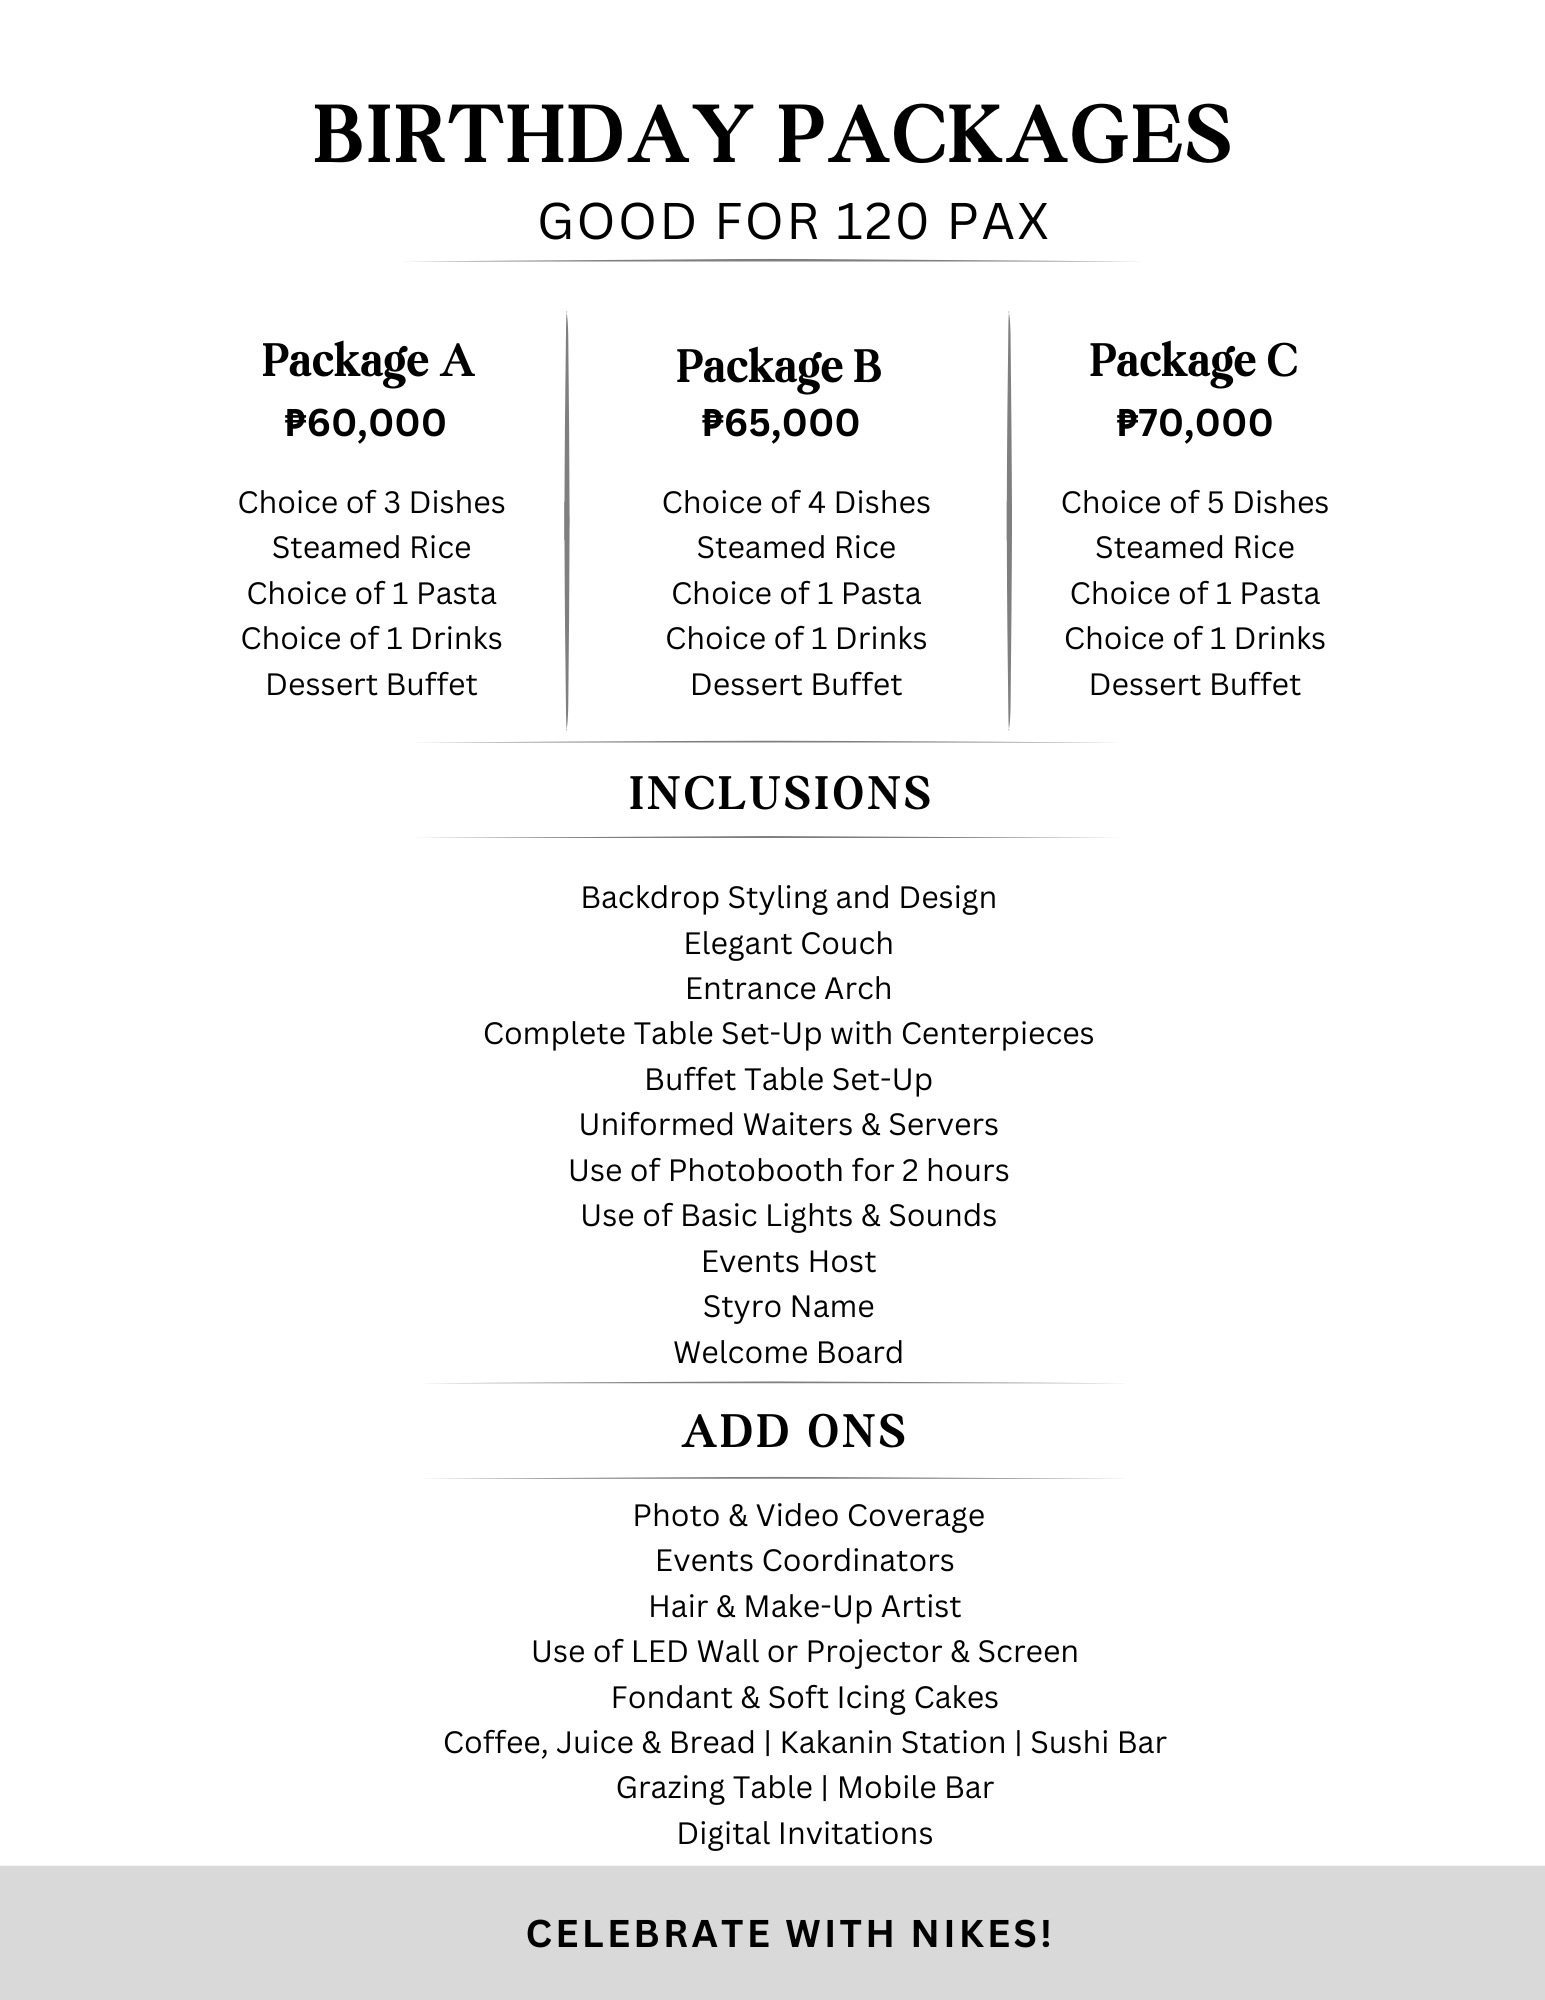 BIRTHDAY PACKAGES
GOOD FOR 120 PAX
Package A
₱60,000
Choice of 3 Dishes
Steamed Rice
Choice of 1 Pasta
Choice of 1 Drinks
Dessert Buffet
Package B
₱65,000
Choice of 4 Dishes
Steamed Rice
Choice of 1 Pasta
Choice of 1 Drinks
Dessert Buffet
Package C
₱70,000
Choice of 5 Dishes
Steamed Rice
Choice of 1 Pasta
Choice of 1 Drinks
Dessert Buffet
INCLUSIONS
Backdrop Styling and Design
Elegant Couch
Entrance Arch
Complete Table Set-Up with Centerpieces
Buffet Table Set-Up
Uniformed Waiters & Servers
Use of Photobooth for 2 hours
Use of Basic Lights & Sounds
Events Host
Styro Name
Welcome Board
ADD ONS
Photo & Video Coverage
Events Coordinators
Hair & Make-Up Artist
Use of LED Wall or Projector & Screen
Fondant & Soft Icing Cakes
Coffee, Juice & Bread | Kakanin Station | Sushi Bar
Grazing Table | Mobile Bar
Digital Invitations
CELEBRATE WITH NIKES!